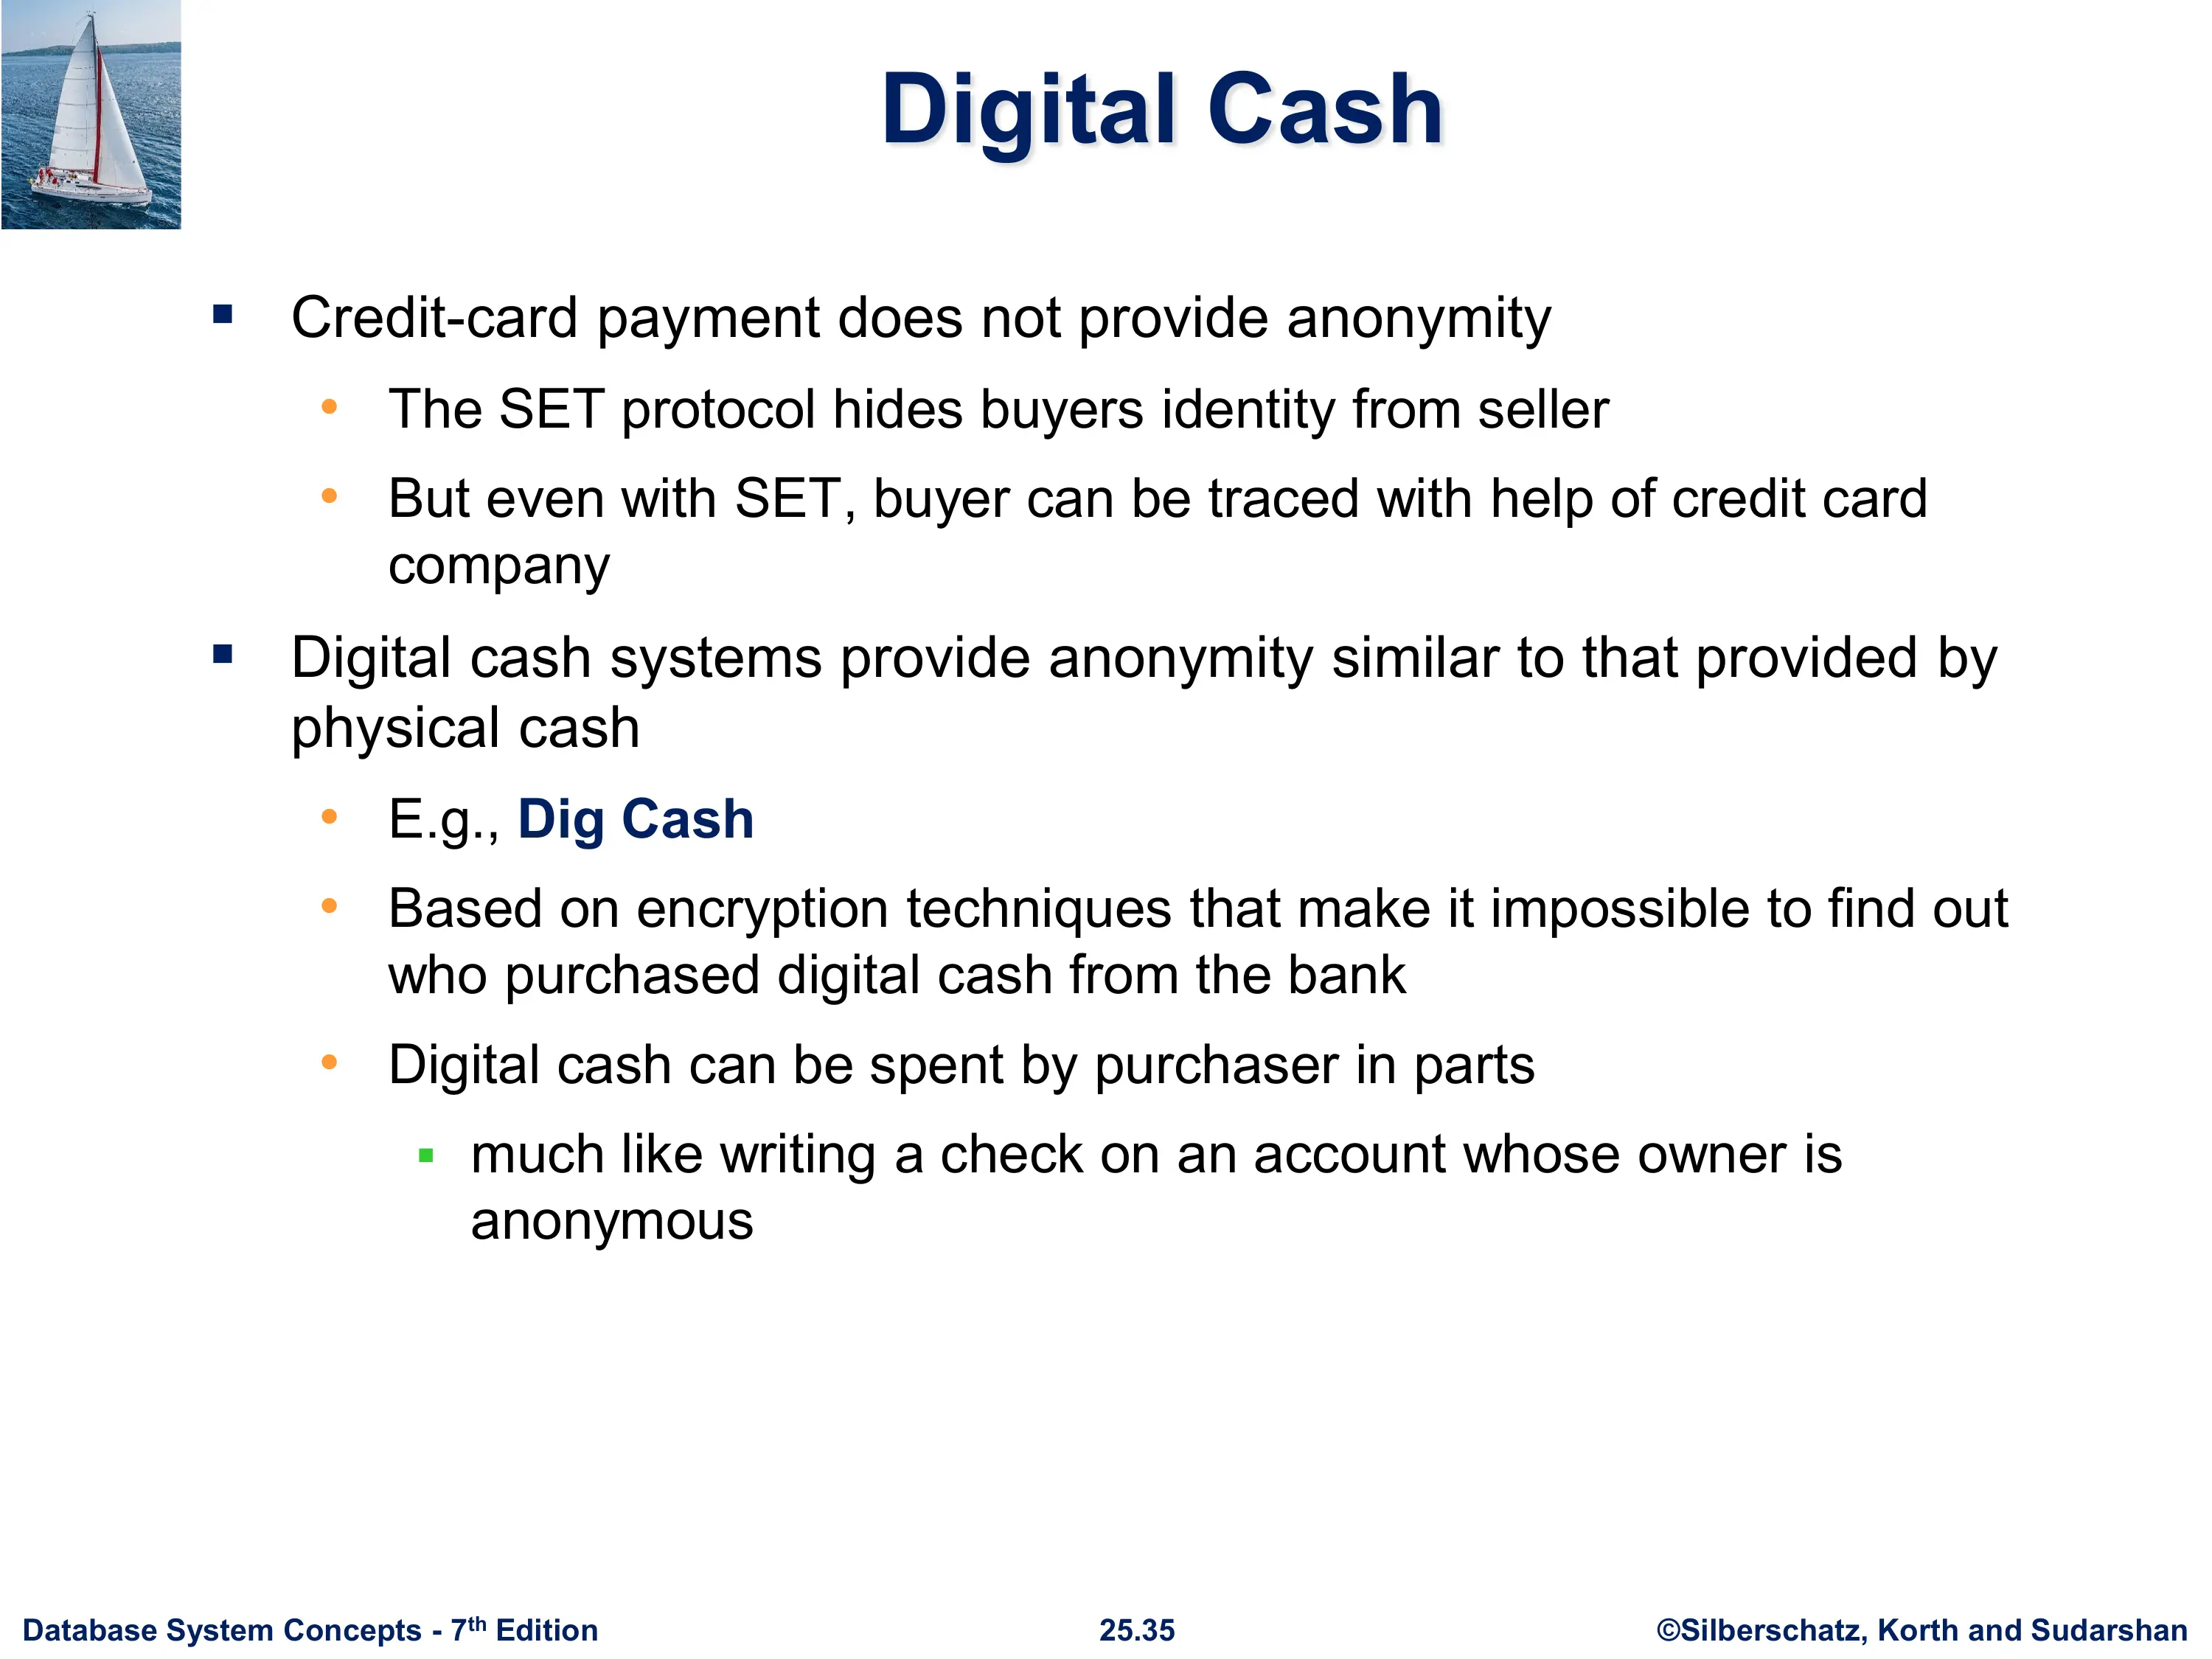 Digital Cash
Credit-card payment does not provide anonymity
The SET protocol hides buyers identity from seller
But even with SET, buyer can be traced with help of credit card
company
Digital cash systems provide anonymity similar to that provided by
physical cash
E.g., Dig Cash
Based on encryption techniques that make it impossible to find out
who purchased digital cash from the bank
Digital cash can be spent by purchaser in parts
much like writing a check on an account whose owner is
anonymous
Database System Concepts - 7th Edition
25.35
©Silberschatz, Korth and Sudarshan